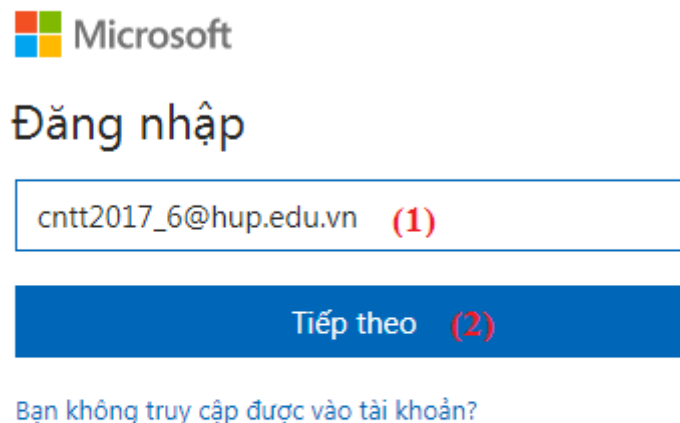 Microsoft
Đăng nhập
cntt2017_6@hup.edu.vn (1)
Tiếp theo (2)
Bạn không truy cập được vào tài khoản?